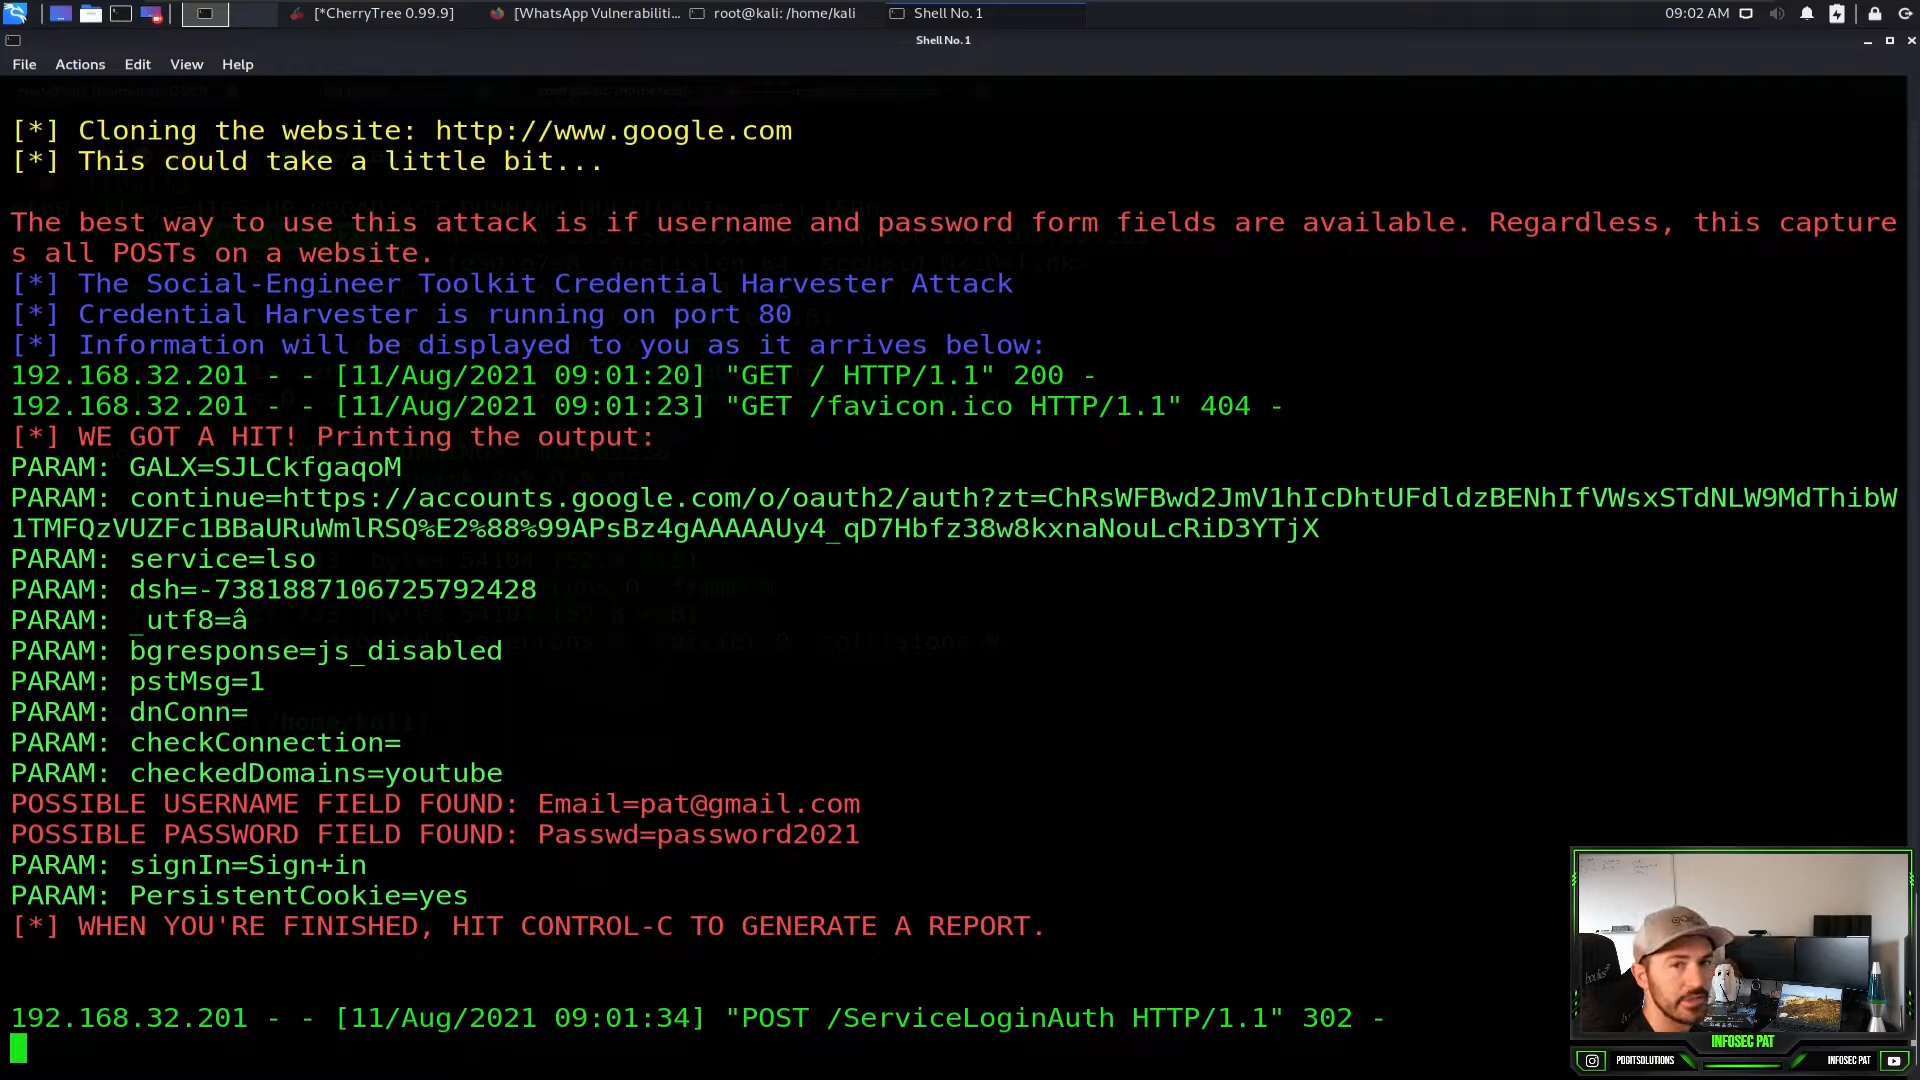 [*CherryTree 0.99.9]
[WhatsApp Vulnerabiliti...
root@kali: /home/kali
Shell No. 1
09:02 AM
Shell No.1
File Actions Edit View Help
[*] Cloning the website: http://www.google.com
[*] This could take a little bit...
The best way to use this attack is if username and password form fields are available. Regardless, this capture
s all POSTs on a website.
[*] The Social-Engineer Toolkit Credential Harvester Attack
[*] Credential Harvester is running on port 80
[*] Information will be displayed to you as it arrives below:
192.168.32.201 - - [11/Aug/2021 09:01:20] "GET / HTTP/1.1" 200 -
192.168.32.201 - - [11/Aug/2021 09:01:23] "GET /favicon.ico HTTP/1.1" 404 -
[*] WE GOT A HIT! Printing the output:
PARAM: GALX=SJLCkfgaqoM
PARAM: continue=https://accounts.google.com/o/oauth2/auth?zt=ChRsWFBwd2JmV1hIcDhtUFdldzBENhIfVWsxSTdNLW9MdThibW
1TMFQzVUZFc1BBaURuWmlRSQ%E2%88%99APsBz4gAAAAAUy4_qD7Hbfz38w8kxnaNouLcRiD3YTjX
PARAM: service=lso
PARAM: dsh=-7381887106725792428
PARAM: _utf8=â
PARAM: bgresponse=js_disabled
PARAM: pstMsg=1
PARAM: dnConn=
PARAM: checkConnection=
PARAM: checkedDomains=youtube
POSSIBLE USERNAME FIELD FOUND: Email=pat@gmail.com
POSSIBLE PASSWORD FIELD FOUND: Passwd=password2021
PARAM: signIn=Sign+in
PARAM: PersistentCookie=yes
[*] WHEN YOU'RE FINISHED, HIT CONTROL-C TO GENERATE A REPORT.
192.168.32.201 - - [11/Aug/2021 09:01:34] "POST /ServiceLoginAuth HTTP/1.1" 302 -
INFOSEC PAT
PDBITSOLUTIONS
INFOSEC PAT